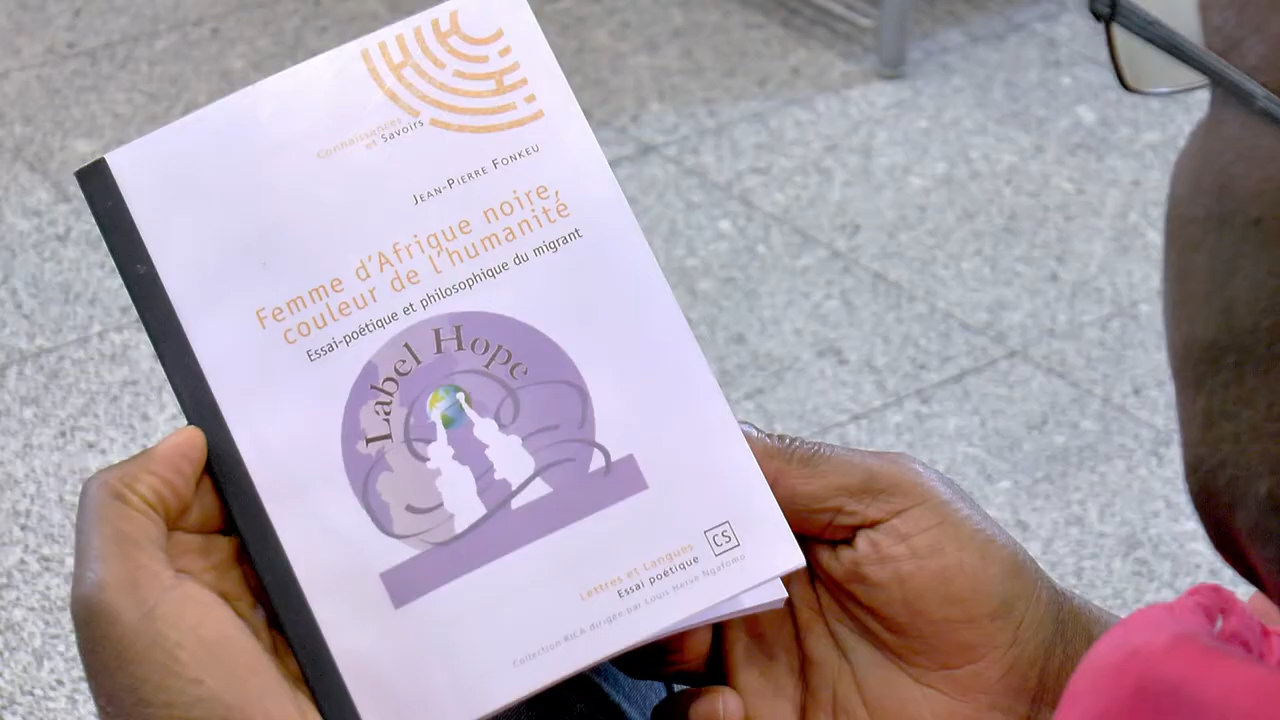 Connaissances
et Savoirs
Jean-Pierre Fonkeu
Femme d'Afrique noire,
couleur de l'humanité
Essai-poétique et philosophique du migrant
Label Hope
CS
Lettres et Langues
Essai poétique
Collection RICA dirigée par Louis Hervé Ngafomo